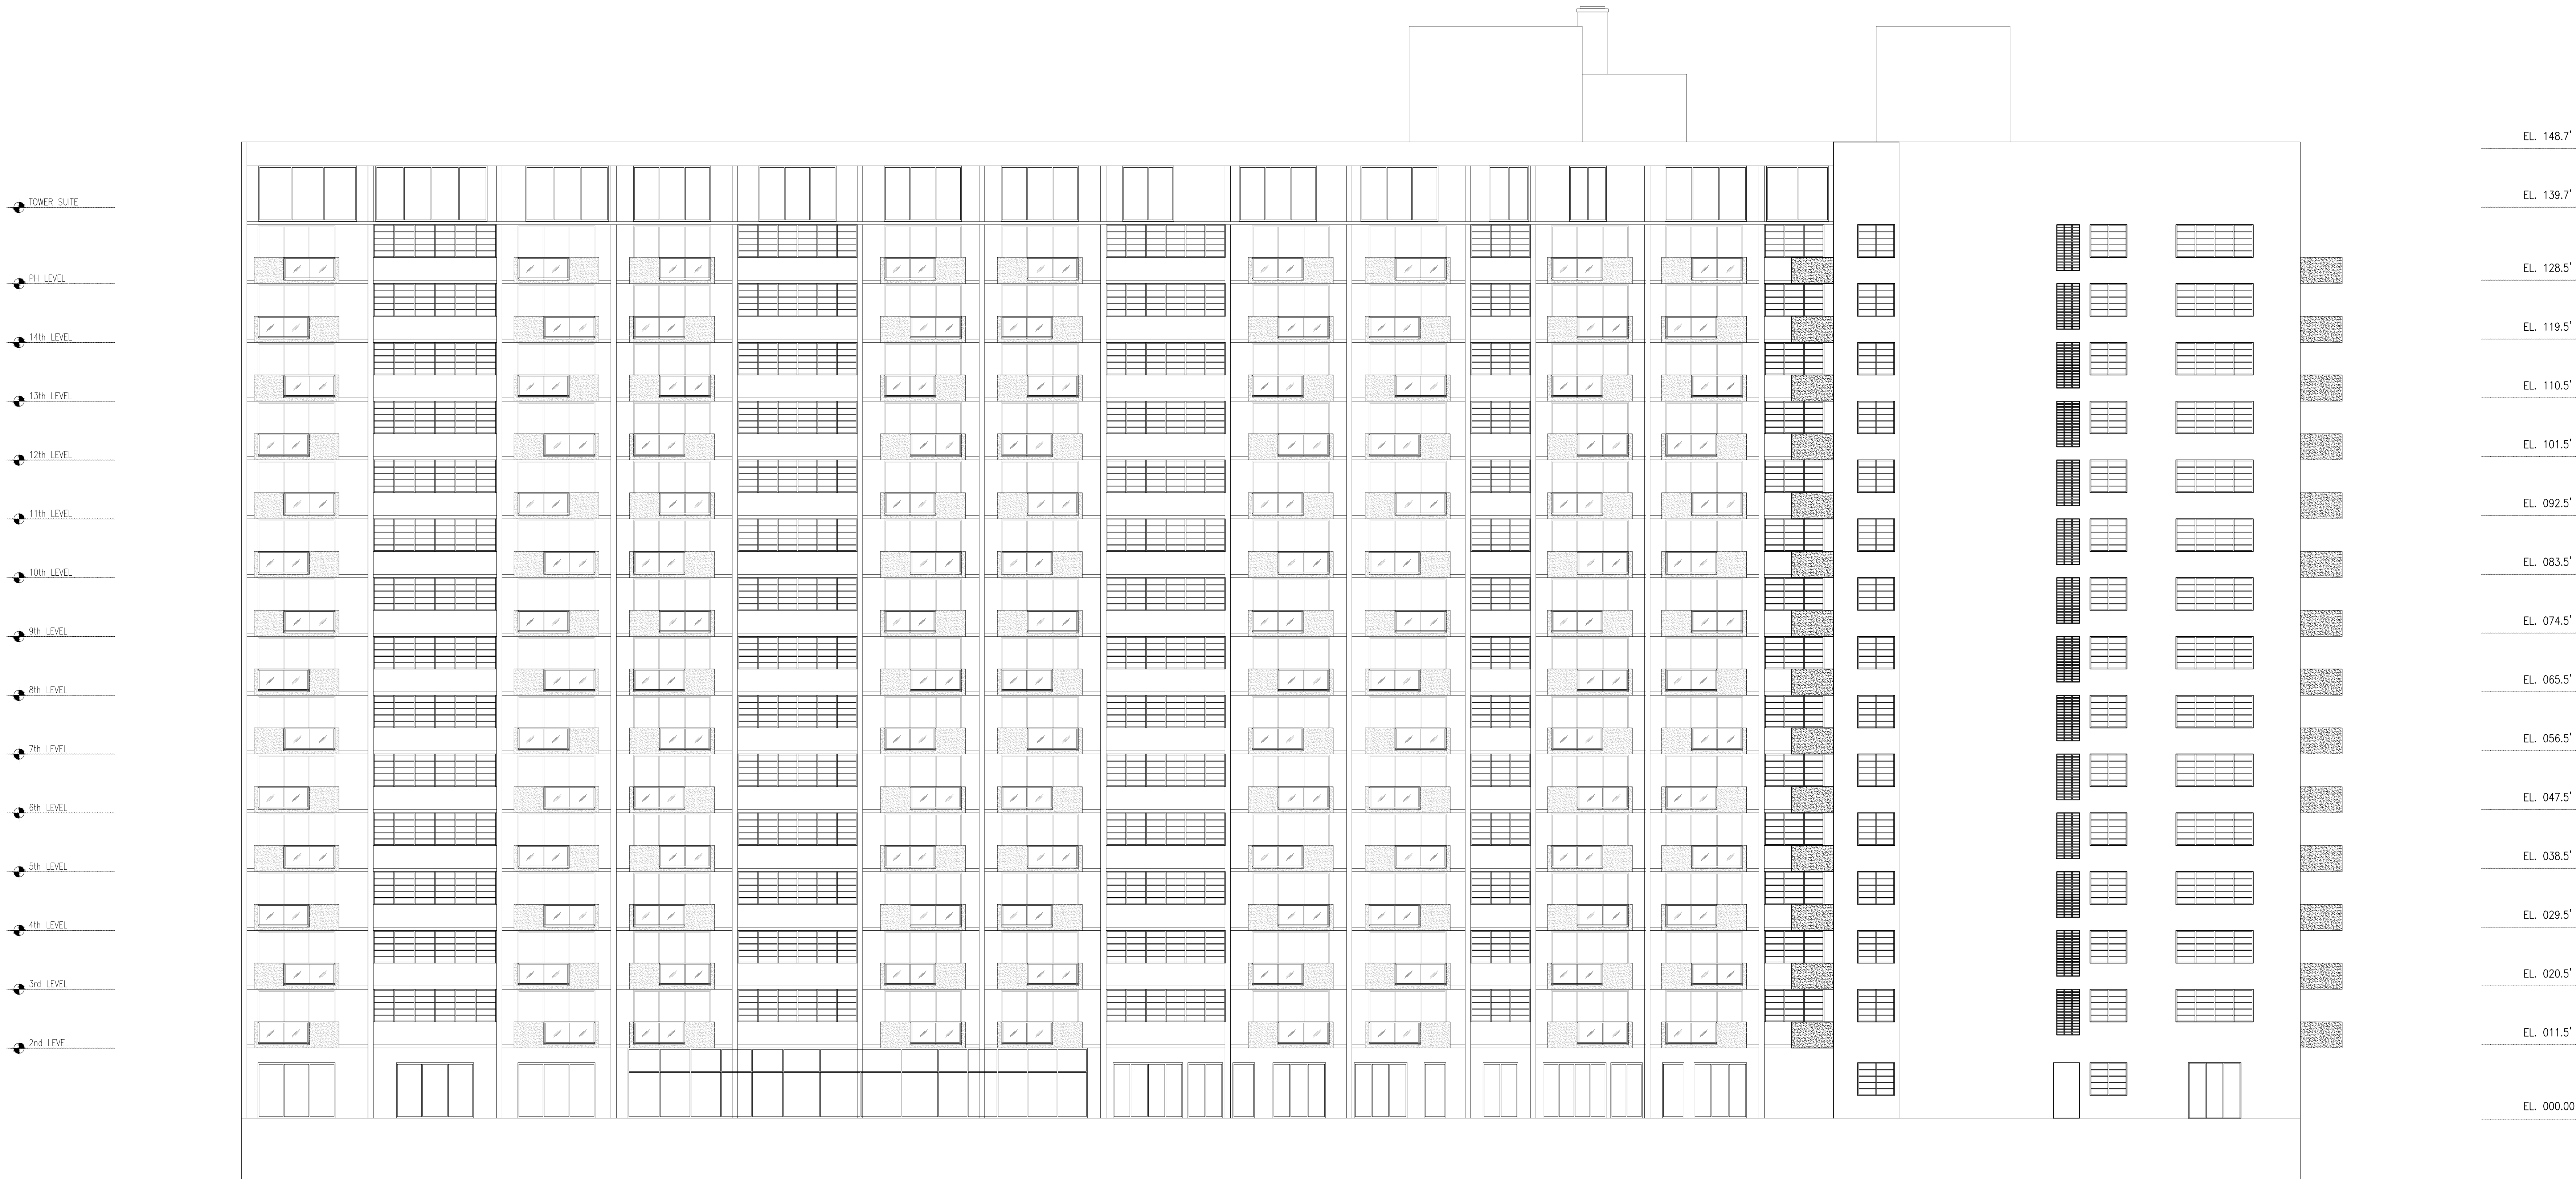 EL. 148.7'
TOWER SUITE
EL. 139.7'
PH LEVEL
EL. 128.5'
14th LEVEL
EL. 119.5'
13th LEVEL
EL. 110.5'
12th LEVEL
EL. 101.5'
11th LEVEL
EL. 092.5'
10th LEVEL
EL. 083.5'
9th LEVEL
EL. 074.5'
8th LEVEL
EL. 065.5'
7th LEVEL
EL. 056.5'
6th LEVEL
EL. 047.5'
5th LEVEL
EL. 038.5'
4th LEVEL
EL. 029.5'
3rd LEVEL
EL. 020.5'
2nd LEVEL
EL. 011.5'
EL. 000.00